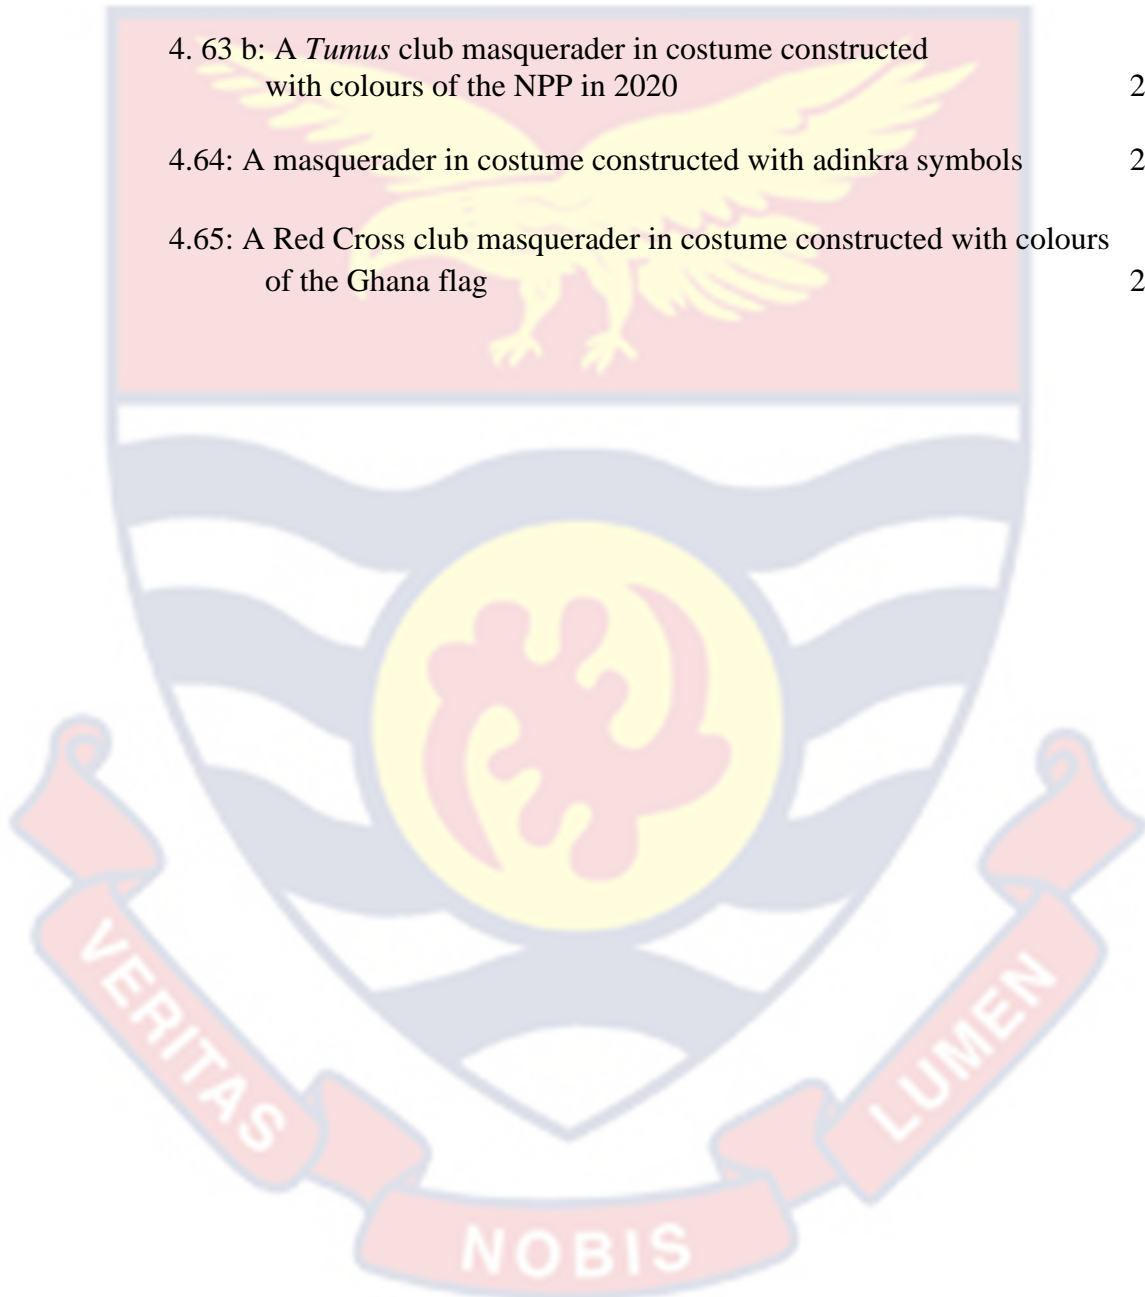 4. 63 b: A Tumus club masquerader in costume constructed
with colours of the NPP in 2020 2
4.64: A masquerader in costume constructed with adinkra symbols 2
4.65: A Red Cross club masquerader in costume constructed with colours
of the Ghana flag 2
VERITAS
NOBIS
LUMEN